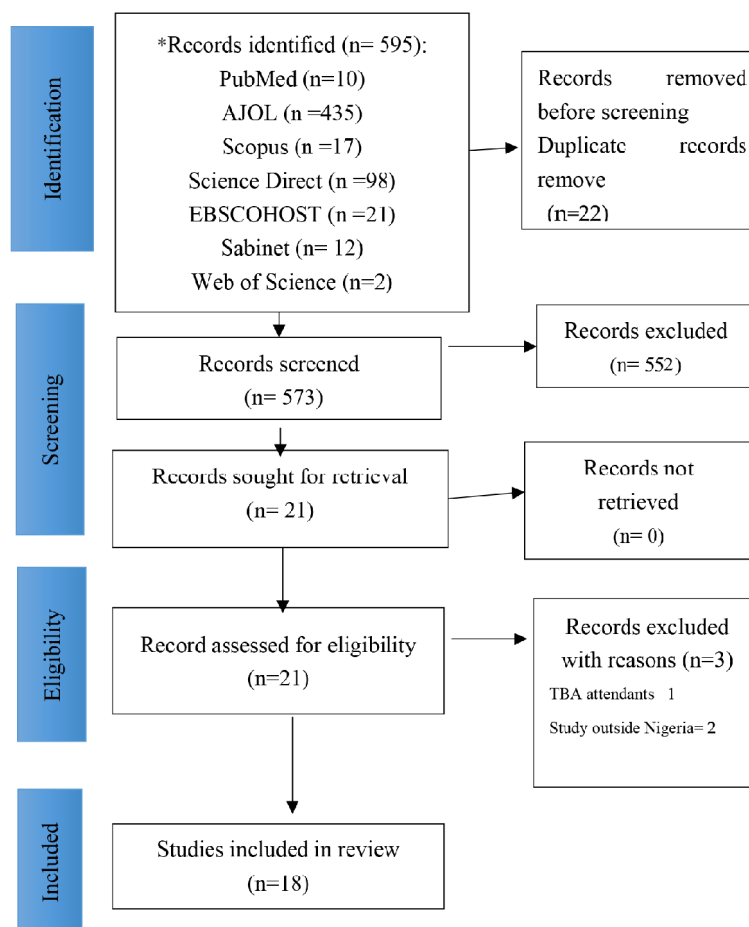 Identification
*Records identified (n= 595):
PubMed (n=10)
AJOL (n =435)
Scopus (n =17)
Science Direct (n =98)
EBSCOHOST (n =21)
Sabinet (n= 12)
Web of Science (n=2)
Records removed
before screening
Duplicate records
remove
(n=22)
Screening
Records screened
(n= 573)
Records excluded
(n= 552)
Records sought for retrieval
(n= 21)
Records not
retrieved
(n= 0)
Eligibility
Record assessed for eligibility
(n=21)
Records excluded
with reasons (n=3)
TBA attendants 1
Study outside Nigeria= 2
Included
Studies included in review
(n=18)